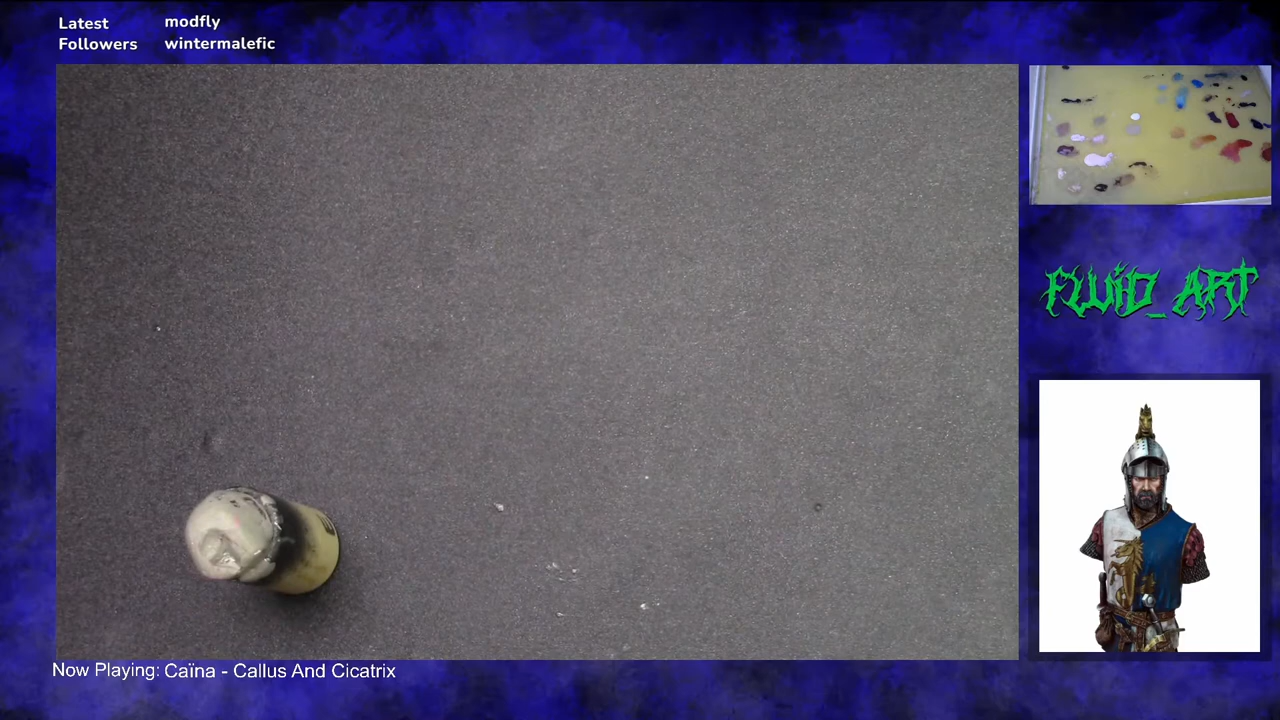 Latest Followers
modfly
wintermalefic
FLUID_ART
Now Playing: Caïna - Callus And Cicatrix